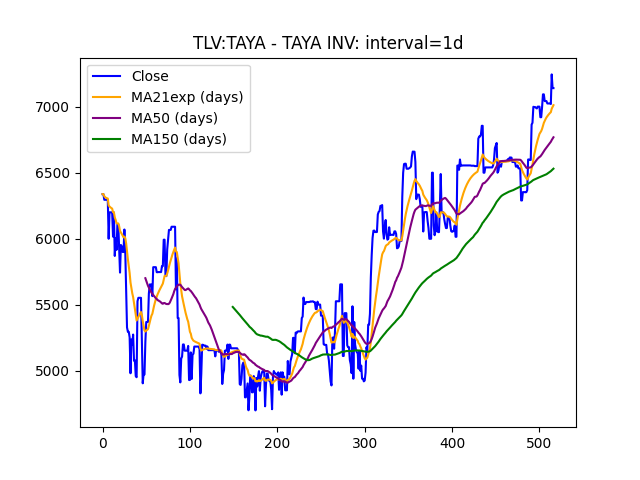 TLV:TAYA - TAYA INV: interval=1d
Close
MA21exp (days)
MA50 (days)
MA150 (days)
7000
6500
6000
5500
5000
0 100 200 300 400 500